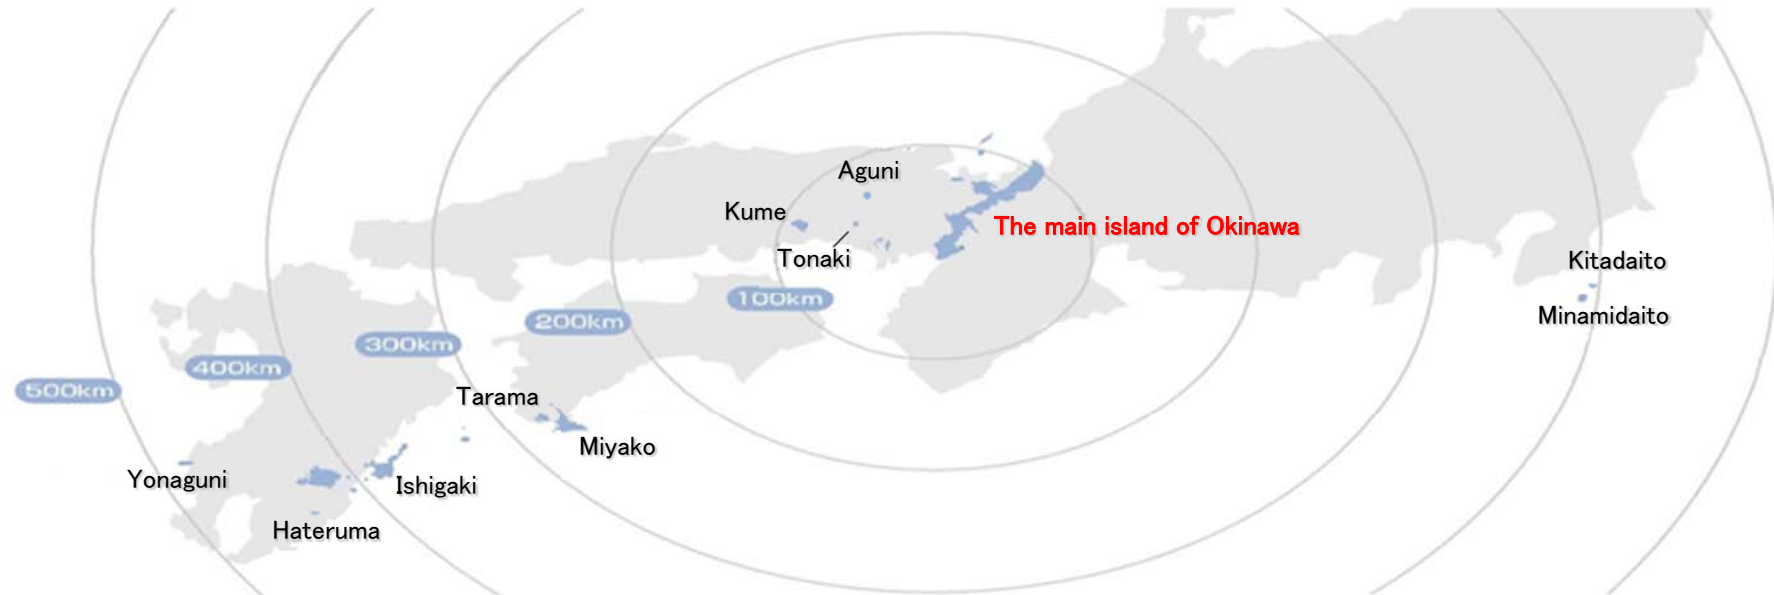 Aguni
Kume
The main island of Okinawa
Tonaki
Kitadaito
100km
Minamidaito
200km
300km
400km
500km
Tarama
Miyako
Yonaguni
Ishigaki
Hateruma